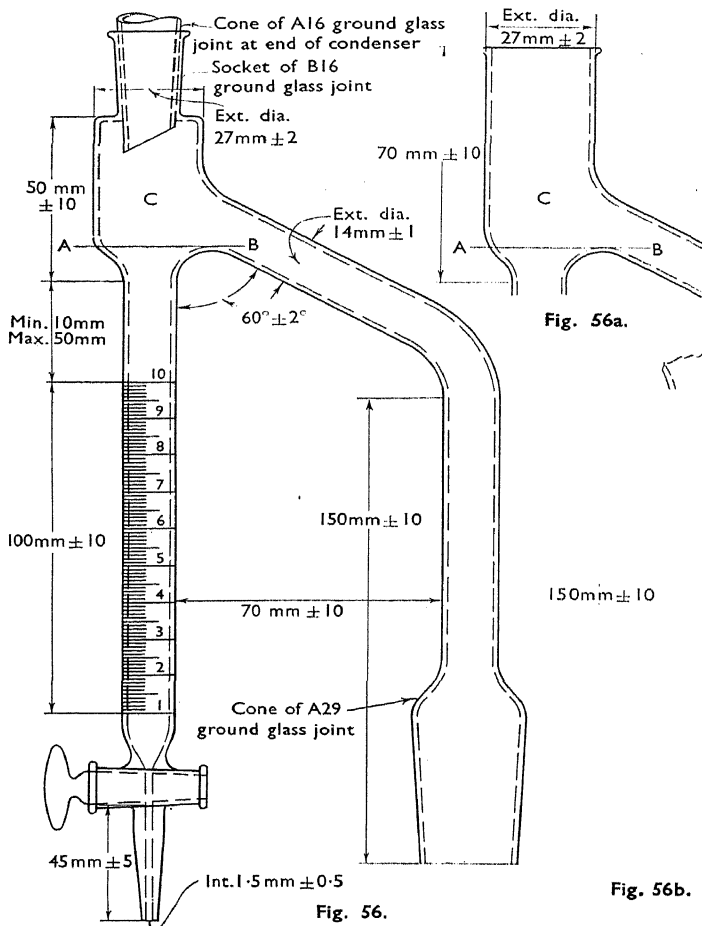 Cone of A16 ground glass
joint at end of condenser
Socket of B16
ground glass joint
Ext. dia.
27mm ± 2
50 mm
± 10
C
A
B
Ext. dia.
14mm ± 1
60° ± 2°
Min. 10mm
Max. 50mm
10
9
8
7
6
5
4
3
2
1
100mm ± 10
70 mm ± 10
150mm ± 10
Cone of A29
ground glass joint
45mm ± 5
Int. 1·5mm ± 0·5
Fig. 56.
Ext. dia.
27mm ± 2
70 mm ± 10
C
A
B
Fig. 56a.
150mm ± 10
Fig. 56b.